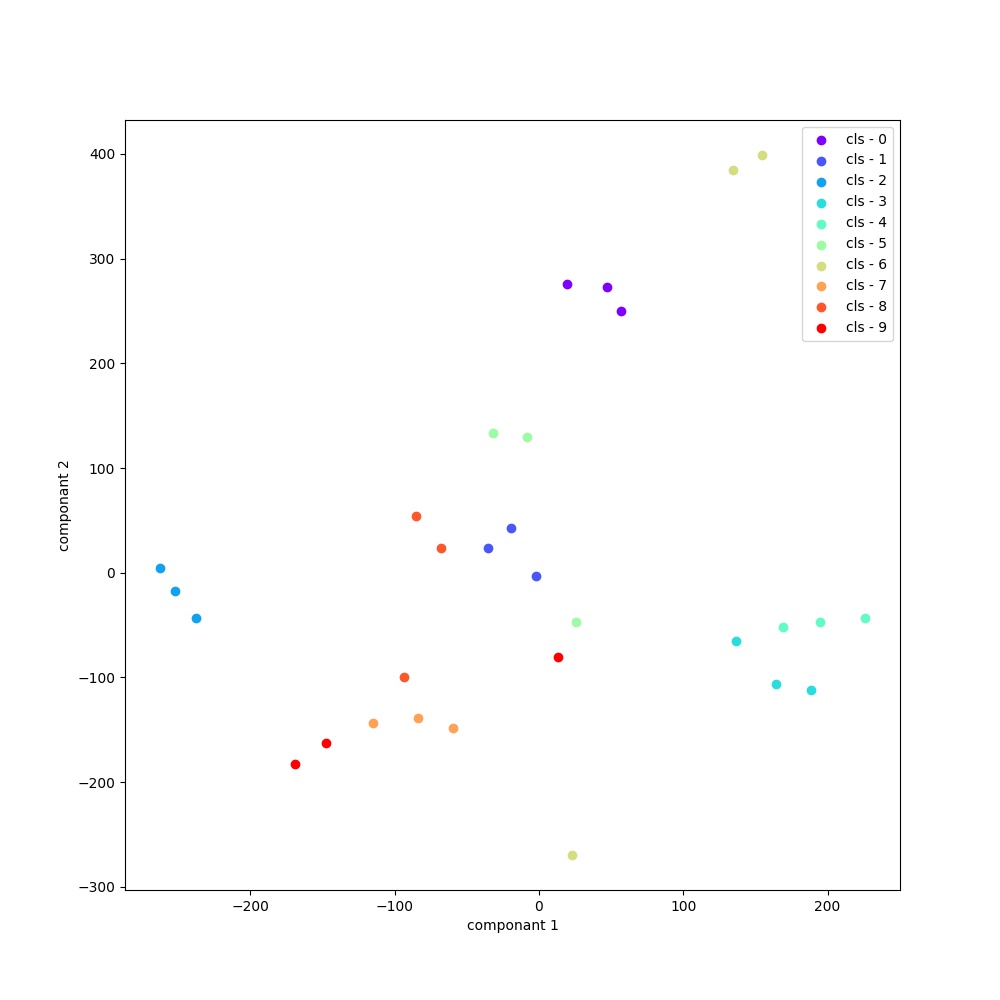 400
300
200
100
0
−100
−200
−300
componant 2
−200
−100
0
100
200
componant 1
cls - 0
cls - 1
cls - 2
cls - 3
cls - 4
cls - 5
cls - 6
cls - 7
cls - 8
cls - 9